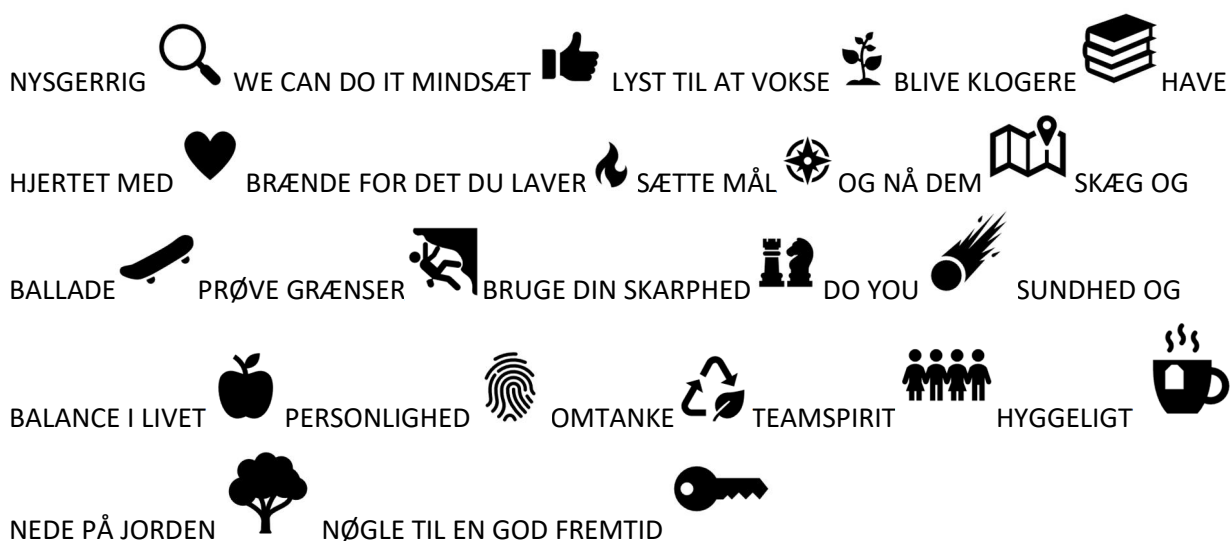 NYSGERRIG WE CAN DO IT MINDSÆT LYST TIL AT VOKSE BLIVE KLOGERE HAVE
HJERTET MED BRÆNDE FOR DET DU LAVER SÆTTE MÅL OG NÅ DEM SKÆG OG
BALLADE PRØVE GRÆNSER BRUGE DIN SKARPHED DO YOU SUNDHED OG
BALANCE I LIVET PERSONLIGHED OMTANKE TEAMSPIRIT HYGGELIGT
NEDE PÅ JORDEN NØGLE TIL EN GOD FREMTID